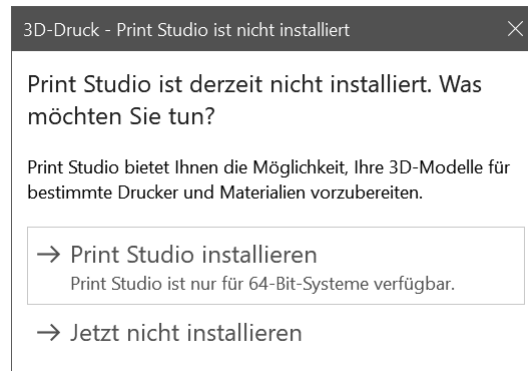 3D-Druck - Print Studio ist nicht installiert
Print Studio ist derzeit nicht installiert. Was
möchten Sie tun?
Print Studio bietet Ihnen die Möglichkeit, Ihre 3D-Modelle für
bestimmte Drucker und Materialien vorzubereiten.
Print Studio installieren
Print Studio ist nur für 64-Bit-Systeme verfügbar.
Jetzt nicht installieren